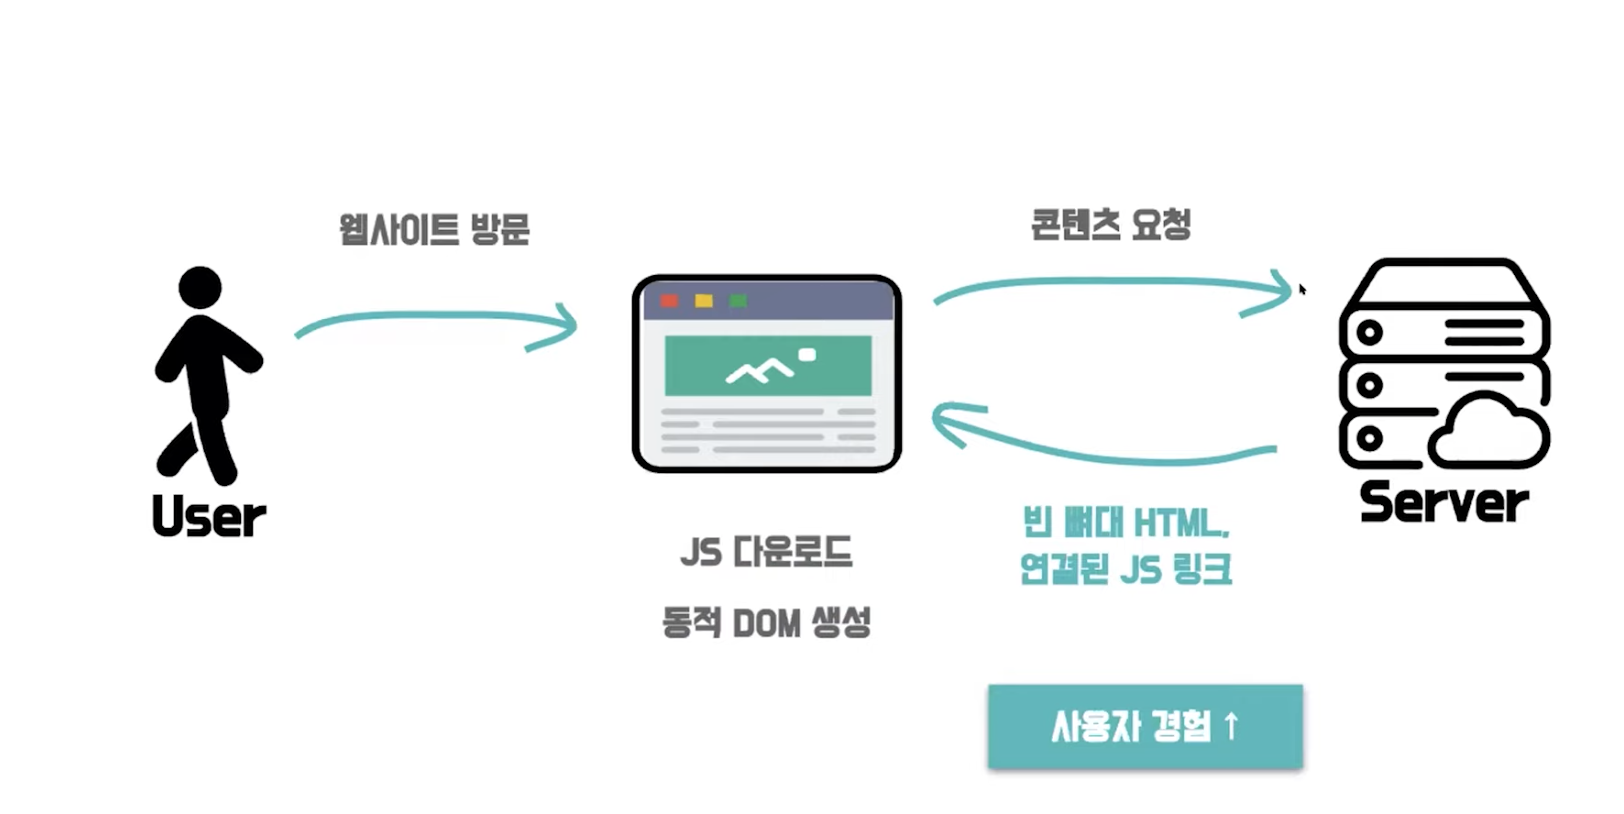 웹사이트 방문
콘텐츠 요청
User
Server
JS 다운로드
동적 DOM 생성
빈 뼈대 HTML,
연결된 JS 링크
사용자 경험 ↑